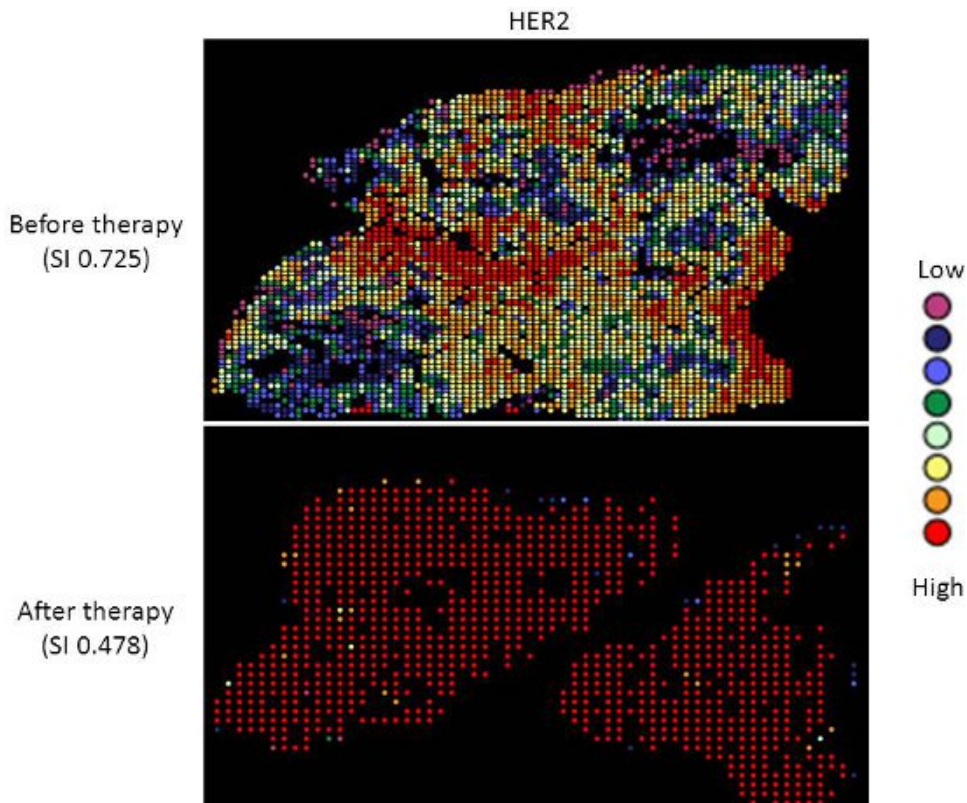 HER2
Before therapy
(SI 0.725)
Low
High
After therapy
(SI 0.478)